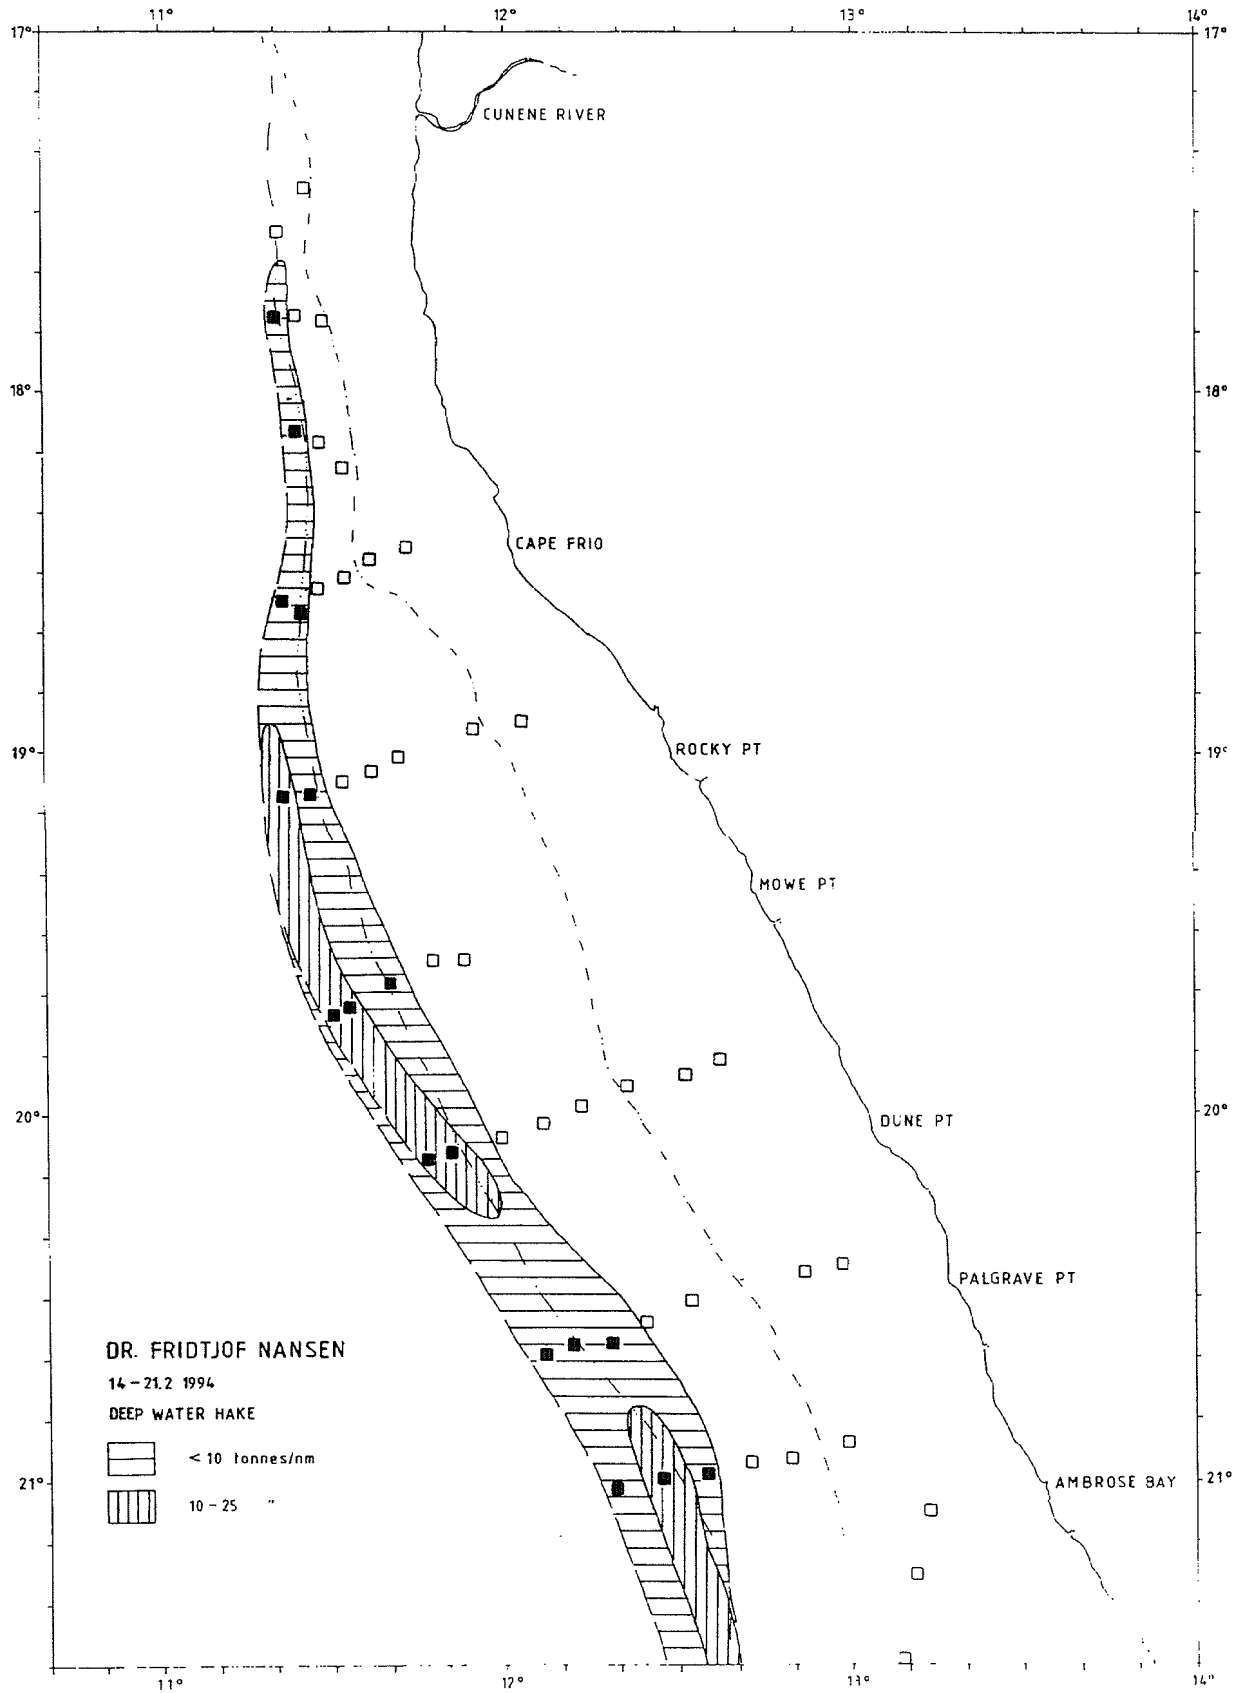 11° 12° 13° 14°
17° 17°
CUNENE RIVER
18° 18°
CAPE FRIO
ROCKY PT
19° 19°
MOWE PT
20° 20°
DUNE PT
PALGRAVE PT
DR. FRIDTJOF NANSEN
14-21.2 1994
DEEP WATER HAKE
< 10 tonnes/nm
10-25 "
21° 21°
AMBROSE BAY
11° 12° 13° 14°